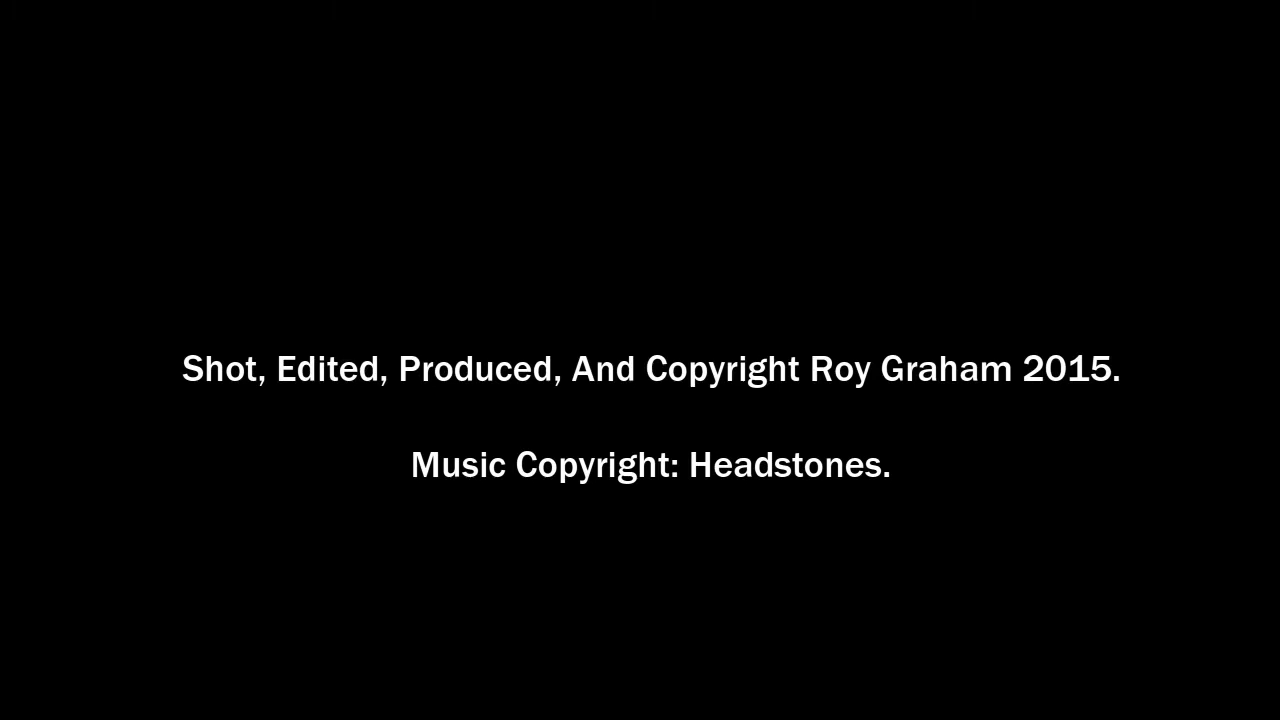 Shot, Edited, Produced, And Copyright Roy Graham 2015.
Music Copyright: Headstones.